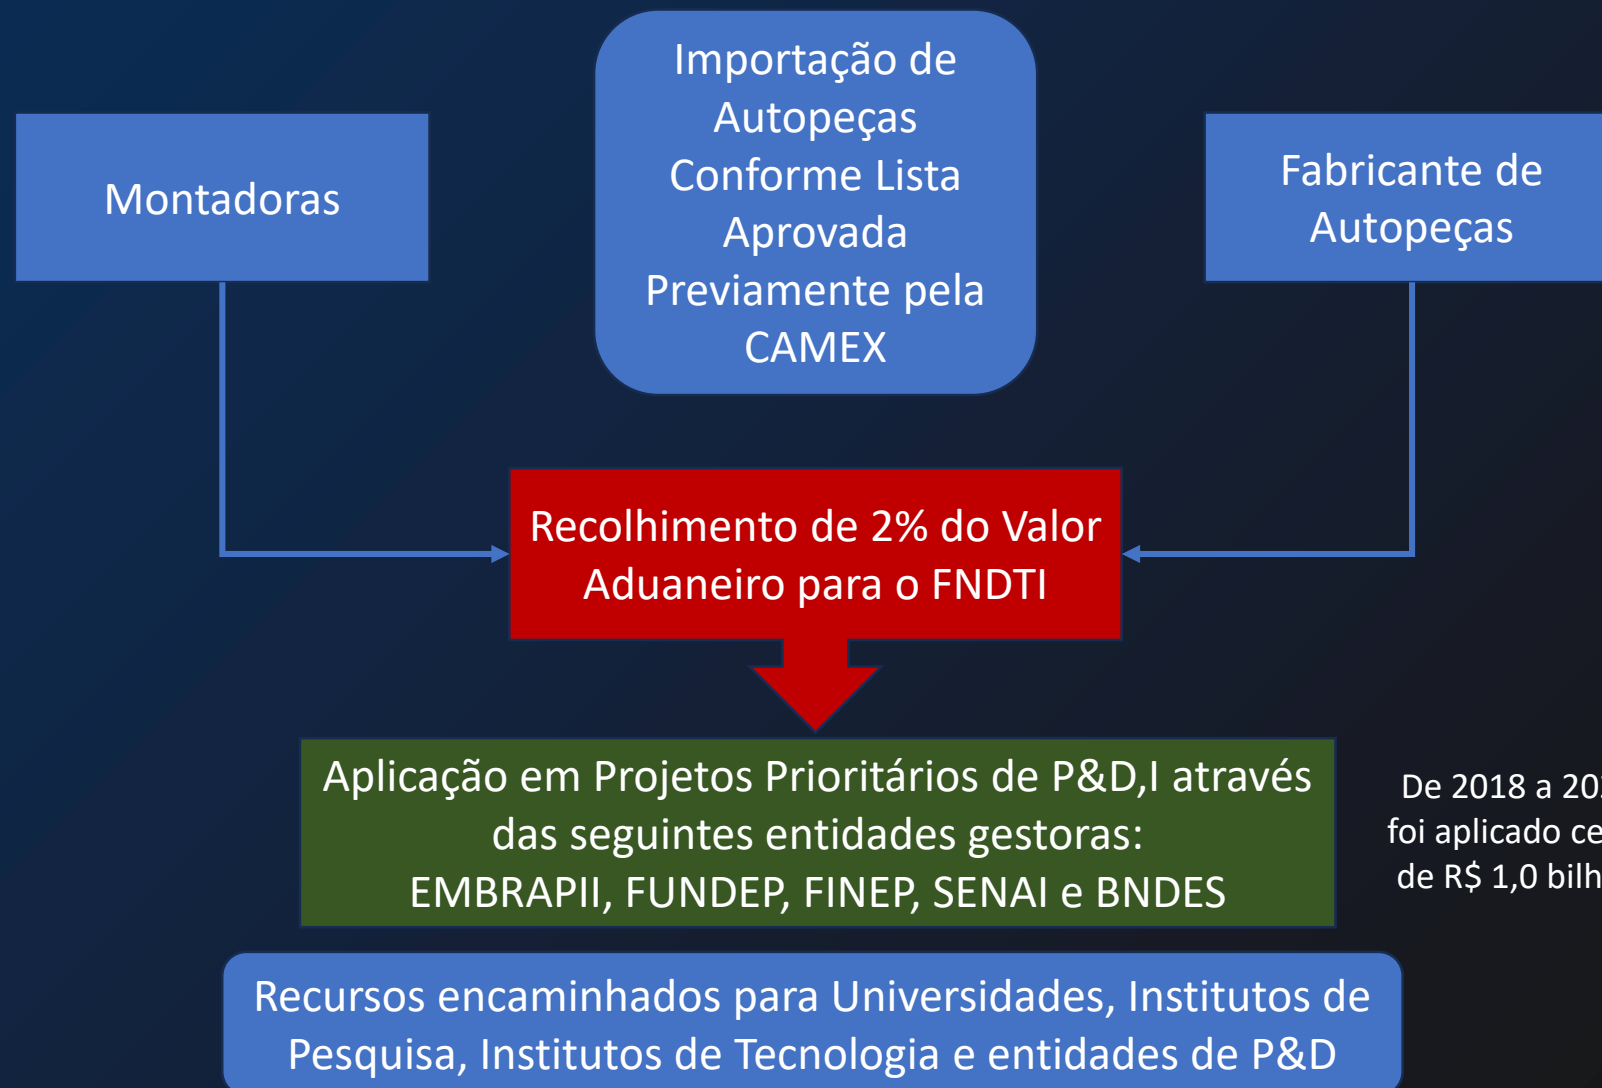 Importação de
Autopeças
Conforme Lista
Aprovada
Previamente pela
CAMEX
Montadoras
Fabricante de
Autopeças
Recolhimento de 2% do Valor
Aduaneiro para o FNDTI
Aplicação em Projetos Prioritários de P&D,I através
das seguintes entidades gestoras:
EMBRAPII, FUNDEP, FINEP, SENAI e BNDES
De 2018 a
foi aplicado
de R$ 1,0
Recursos encaminhados para Universidades, Institutos de
Pesquisa, Institutos de Tecnologia e entidades de P&D